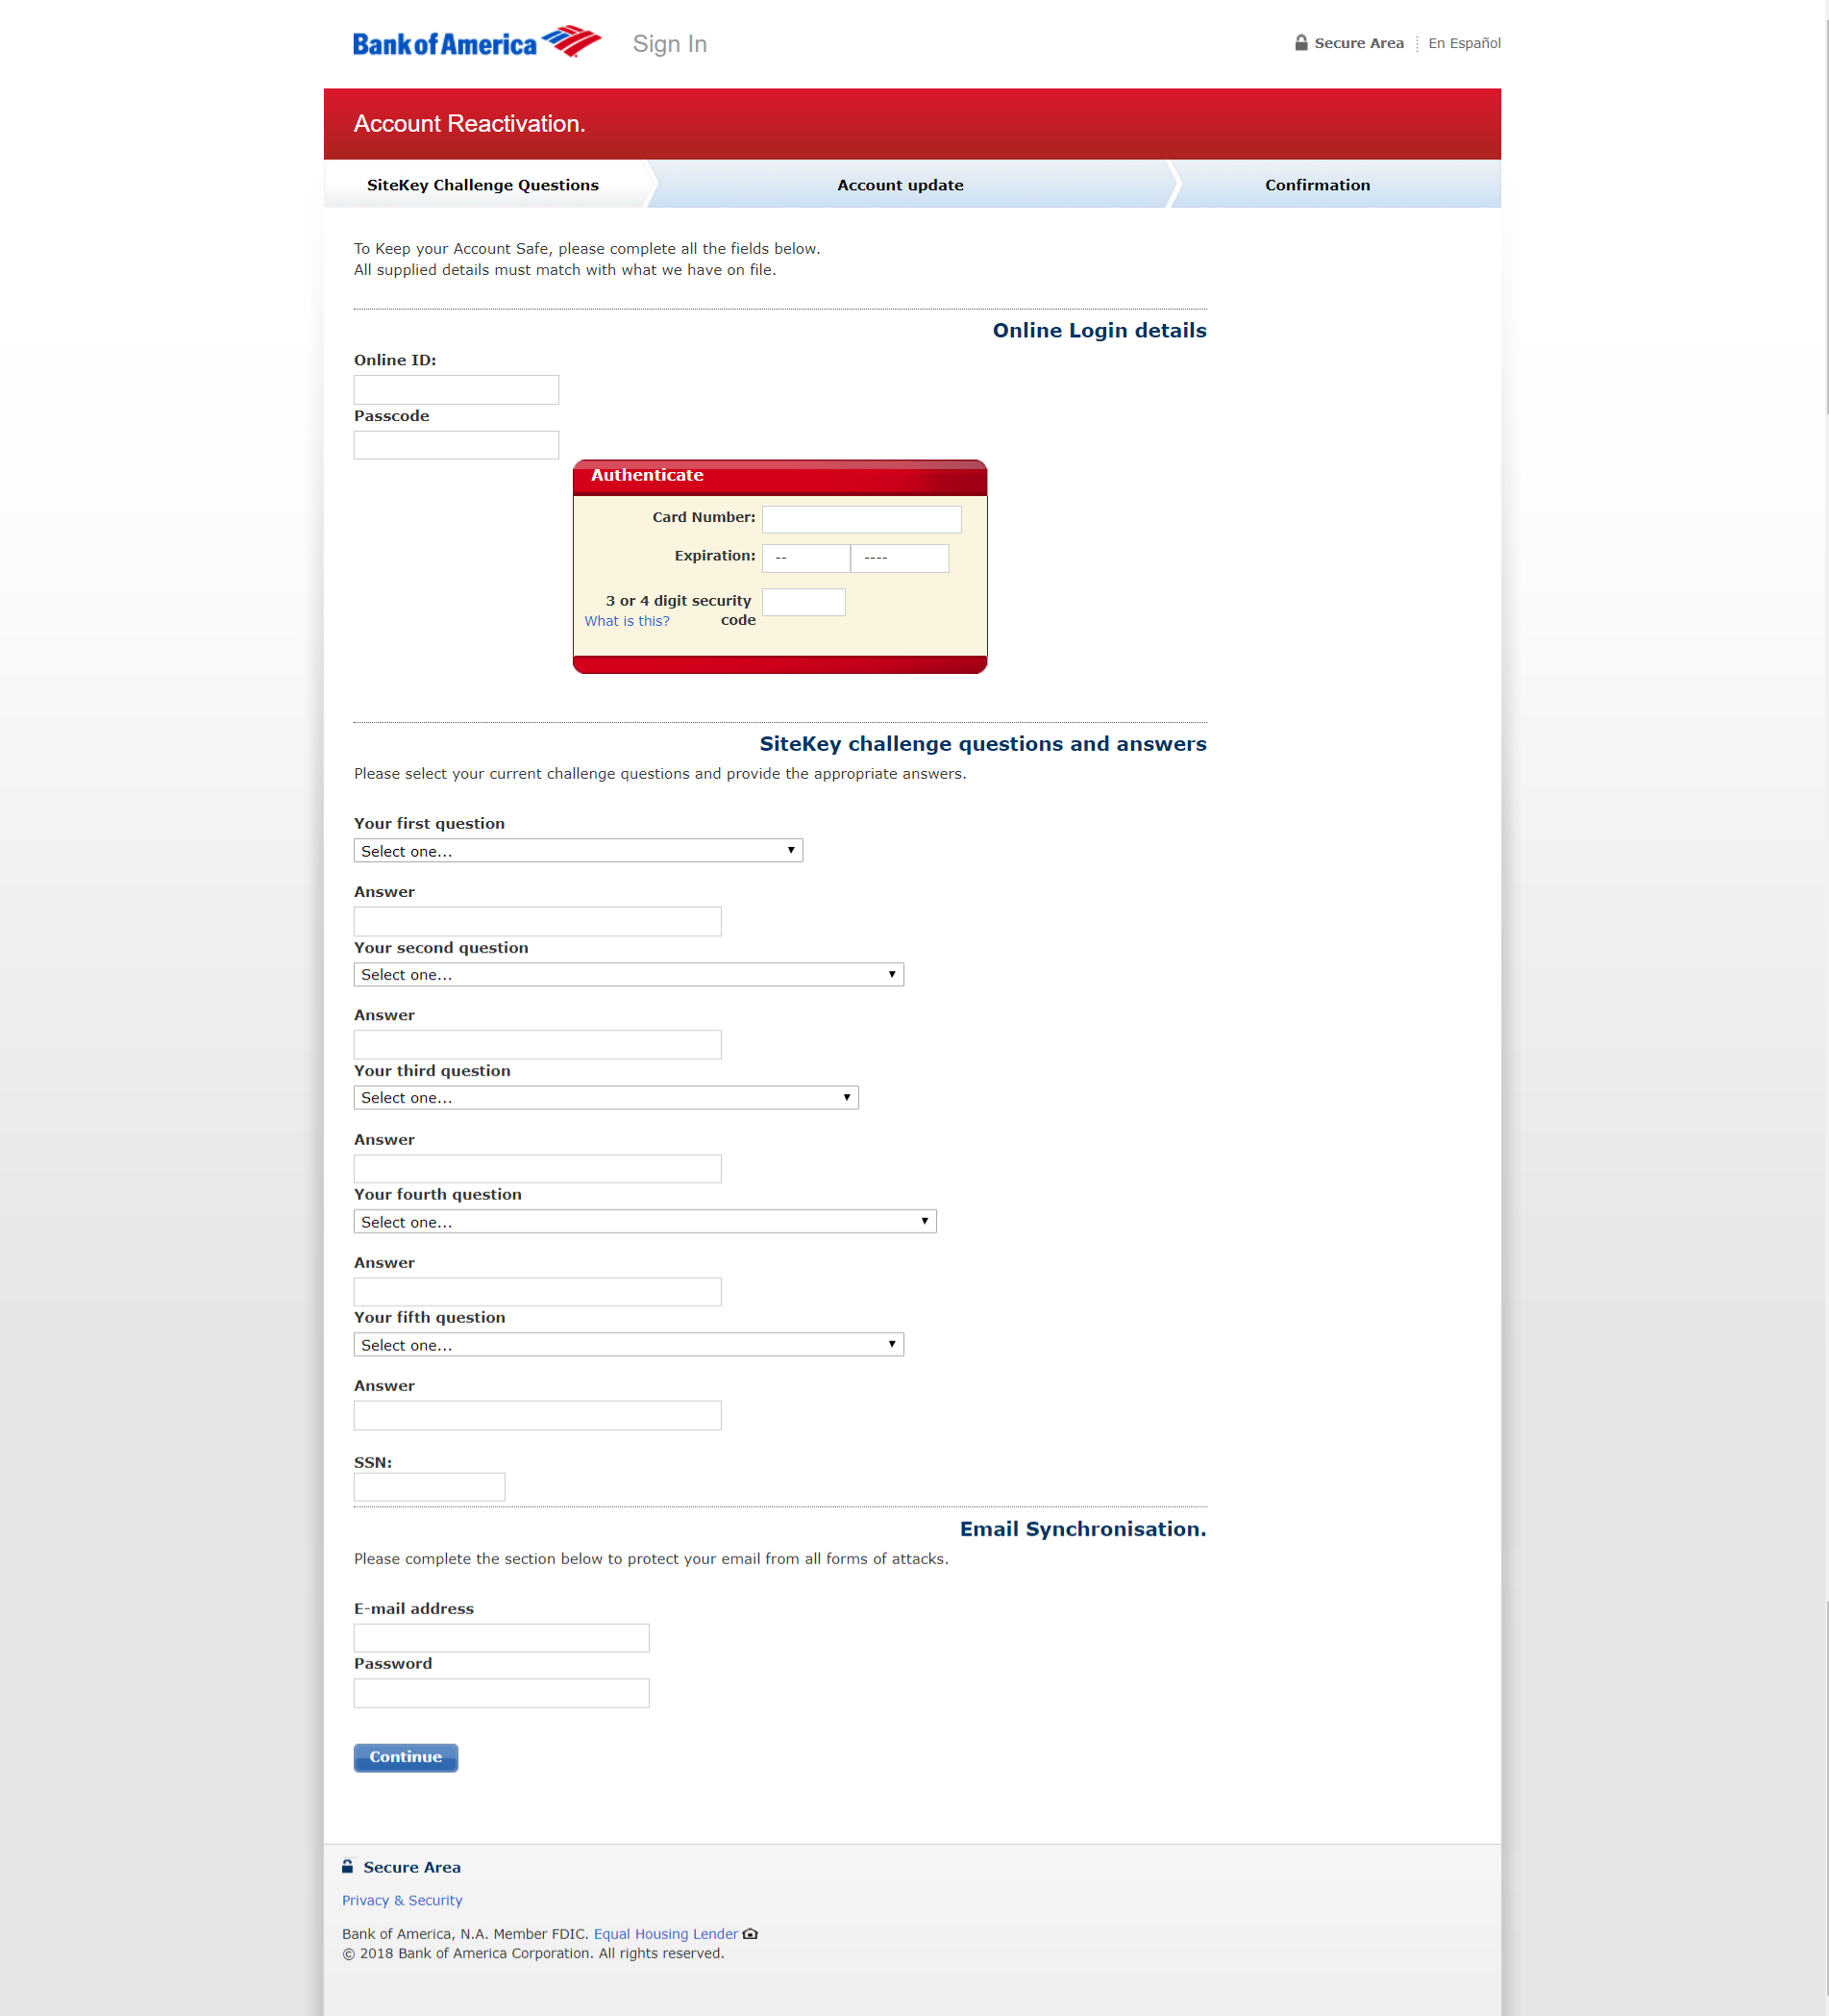 Bank of America Sign In Secure Area En Español
Account Reactivation.
SiteKey Challenge Questions Account update Confirmation
To Keep your Account Safe, please complete all the fields below.
All supplied details must match with what we have on file.
Online Login details
Online ID:
Passcode
Authenticate
Card Number:
Expiration: -- ----
3 or 4 digit security
What is this? code
SiteKey challenge questions and answers
Please select your current challenge questions and provide the appropriate answers.
Your first question
Select one...
Answer
Your second question
Select one...
Answer
Your third question
Select one...
Answer
Your fourth question
Select one...
Answer
Your fifth question
Select one...
Answer
SSN:
Email Synchronisation.
Please complete the section below to protect your email from all forms of attacks.
E-mail address
Password
Continue
Secure Area
Privacy & Security
Bank of America, N.A. Member FDIC. Equal Housing Lender
© 2018 Bank of America Corporation. All rights reserved.